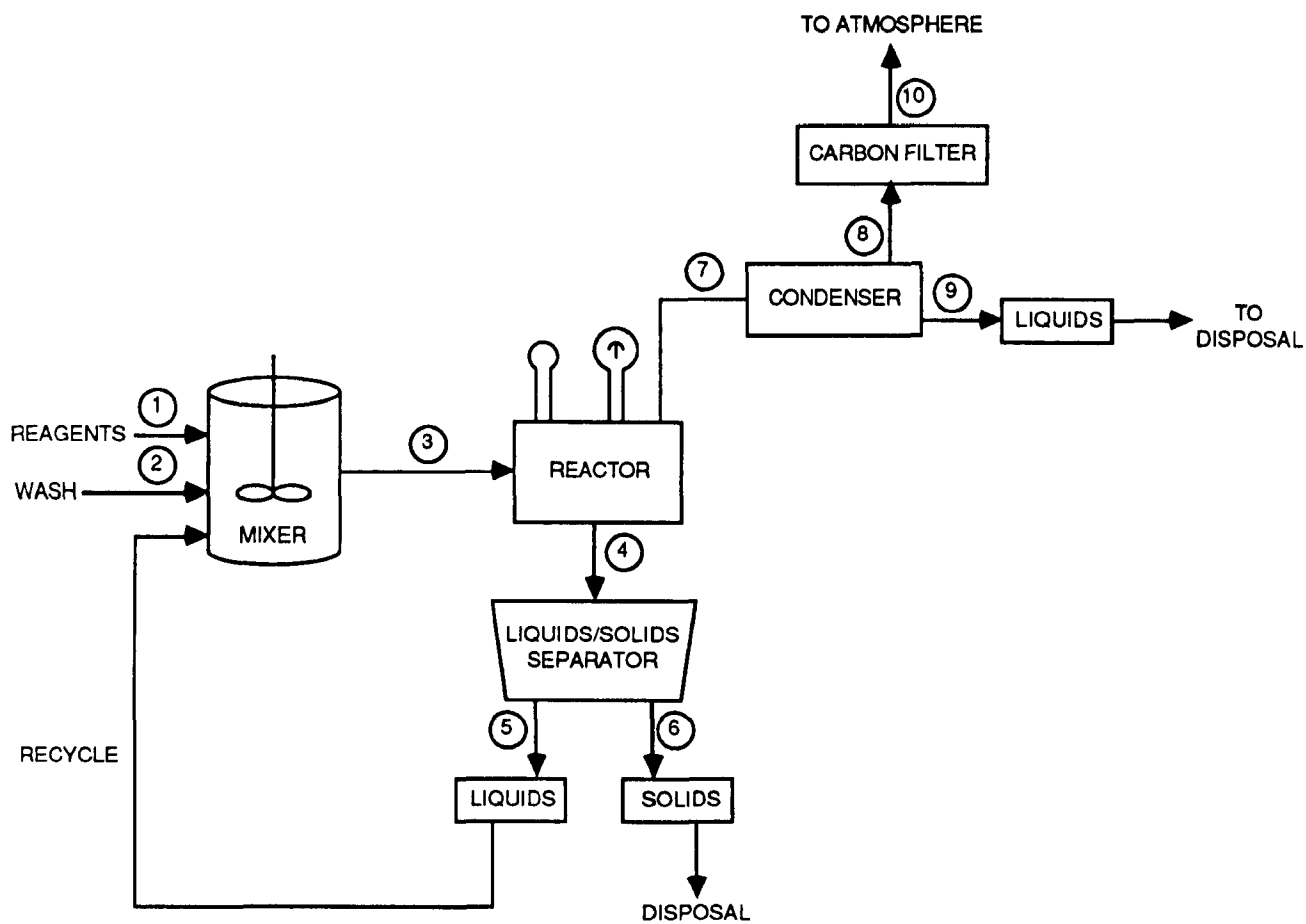 TO ATMOSPHERE
10
CARBON FILTER
8
7
CONDENSER
9
LIQUIDS
TO
DISPOSAL
1
REAGENTS
2
WASH
MIXER
3
REACTOR
4
LIQUIDS/SOLIDS
SEPARATOR
5
6
RECYCLE
LIQUIDS
SOLIDS
DISPOSAL